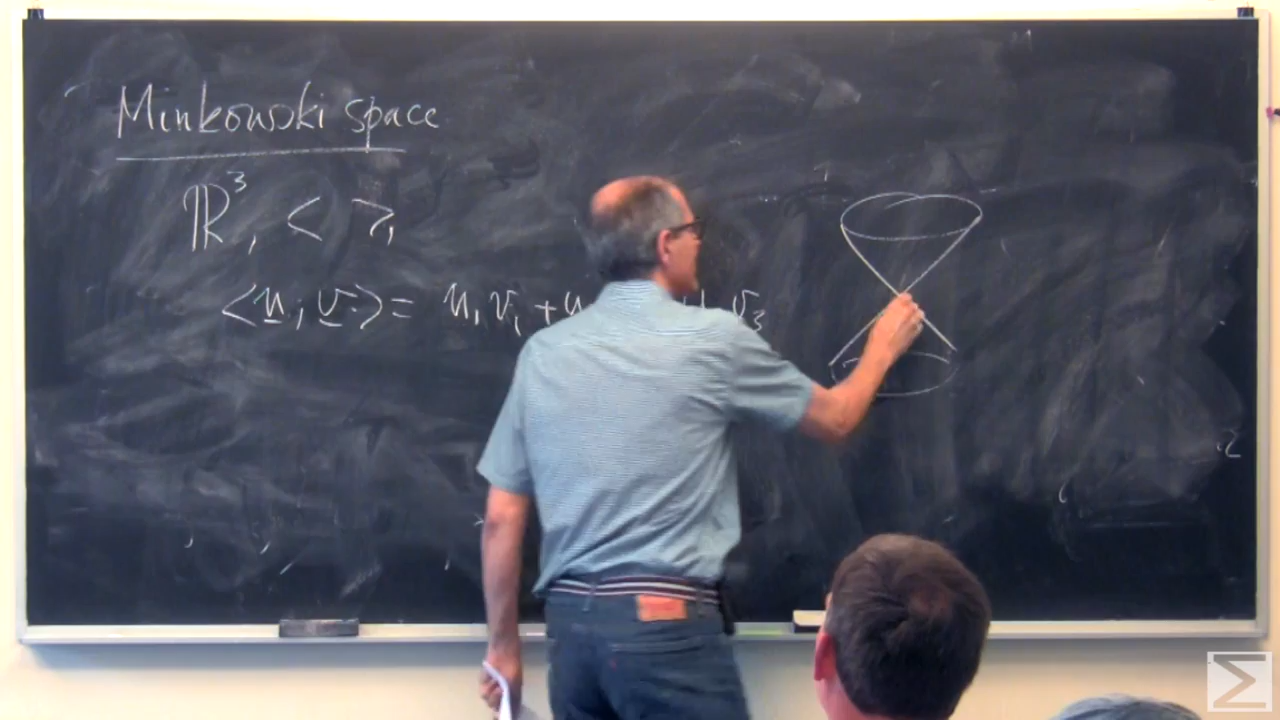 Minkowski space
ℝ³, < >,
<u, v> = u₁v₁ + u v₃
Σ